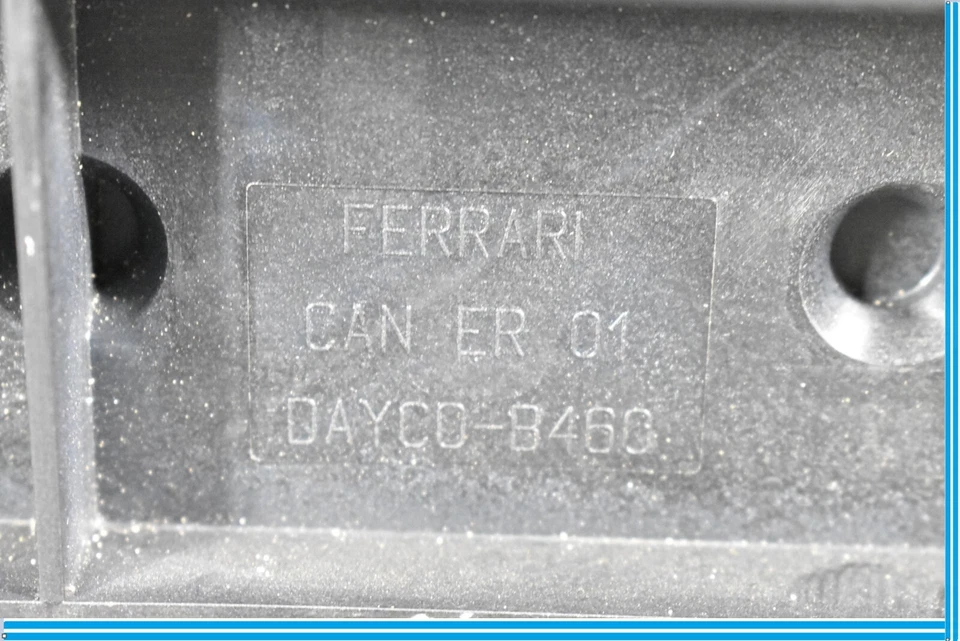 FERRARI
CAN ER 01
DAYCO-B460